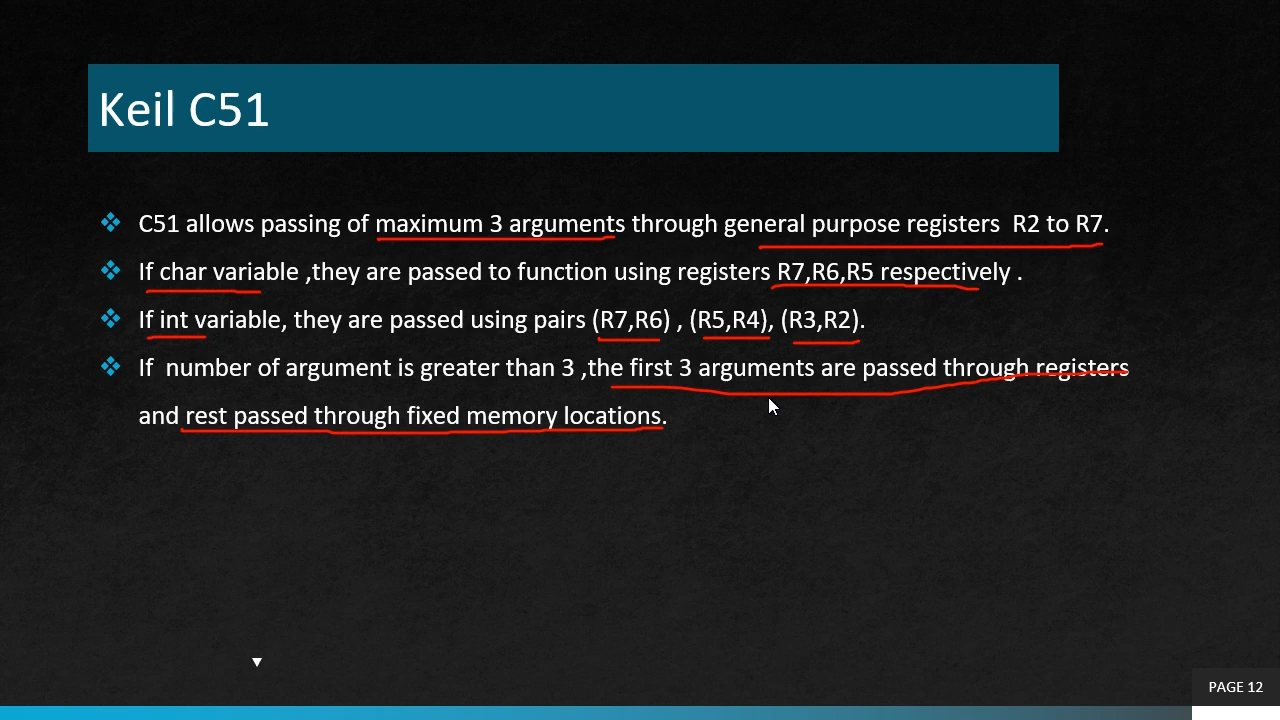 Keil C51
C51 allows passing of maximum 3 arguments through general purpose registers  R2 to R7.
If char variable ,they are passed to function using registers R7,R6,R5 respectively .
If int variable, they are passed using pairs (R7,R6) , (R5,R4), (R3,R2).
If  number of argument is greater than 3 ,the first 3 arguments are passed through registers
and rest passed through fixed memory locations.
PAGE 12